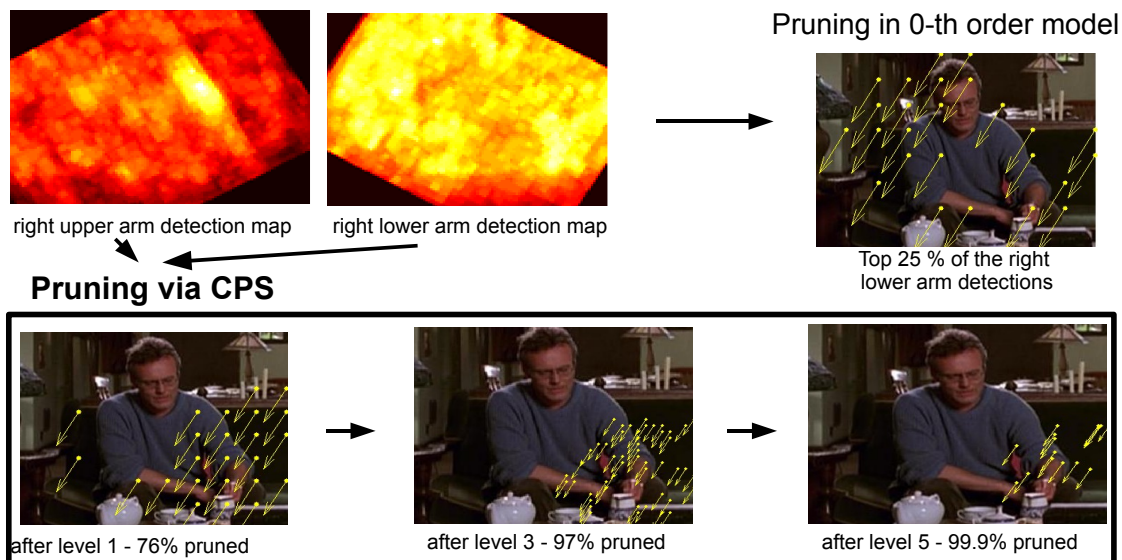 Pruning in 0-th order model
right upper arm detection map
right lower arm detection map
Top 25 % of the right
lower arm detections
Pruning via CPS
after level 1 - 76% pruned
after level 3 - 97% pruned
after level 5 - 99.9% pruned